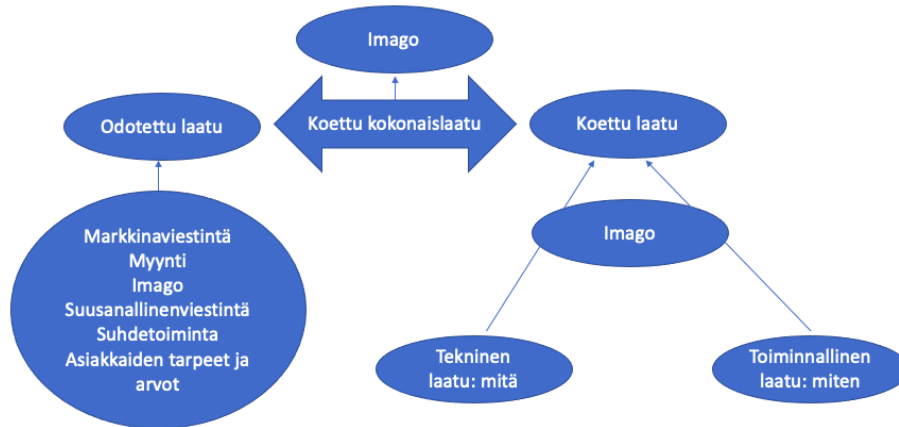 Imago
Odotettu laatu
Koettu kokonaislaatu
Koettu laatu
Markkinaviestintä
Myynti
Imago
Suusanallinenviestintä
Suhdetoiminta
Asiakkaiden tarpeet ja
arvot
Imago
Tekninen
laatu: mitä
Toiminnallinen
laatu: miten